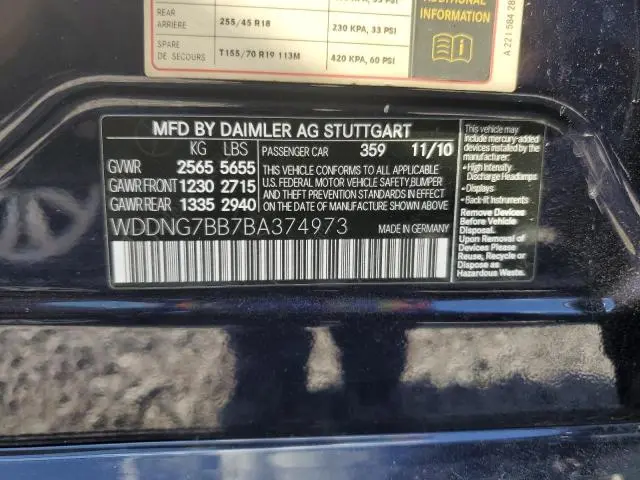 ADDITIONAL
INFORMATION
REAR
ARRIERE
255/45 R18
230 KPA, 33 PSI
SPARE
DE SECOURS
T155/70 R19 113M
420 KPA, 60 PSI
A 221 584 28
MFD BY DAIMLER AG STUTTGART
KG LBS
GVWR 2565 5655
GAWR FRONT 1230 2715
GAWR REAR 1335 2940
PASSENGER CAR 359 11/10
THIS VEHICLE CONFORMS TO ALL APPLICABLE
U.S. FEDERAL MOTOR VEHICLE SAFETY, BUMPER
AND THEFT PREVENTION STANDARDS IN EFFECT
ON THE DATE OF MANUFACTURE SHOWN ABOVE.
WDDNG7BB7BA374973
MADE IN GERMANY
This vehicle may
include mercury-added
devices installed by the
manufacturer:
• High Intensity
Discharge Headlamps
• Displays
• Back-lit Instruments
Remove Devices
Before Vehicle
Disposal.
Upon Removal of
Devices Please
Reuse, Recycle or
Dispose as
Hazardous Waste.